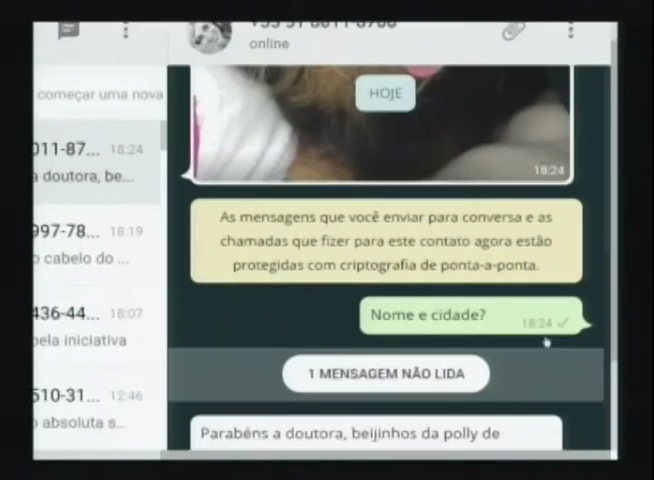 online
HOJE
18:24
As mensagens que você enviar para conversa e as
chamadas que fizer para este contato agora estão
protegidas com criptografia de ponta-a-ponta.
Nome e cidade?
18:24
1 MENSAGEM NÃO LIDA
Parabéns a doutora, beijinhos da polly de
começar uma nova
011-87... 18:24
a doutora, be...
997-78... 18:19
o cabelo do ...
436-44... 18:07
pela iniciativa
510-31... 12:46
o absoluta s...